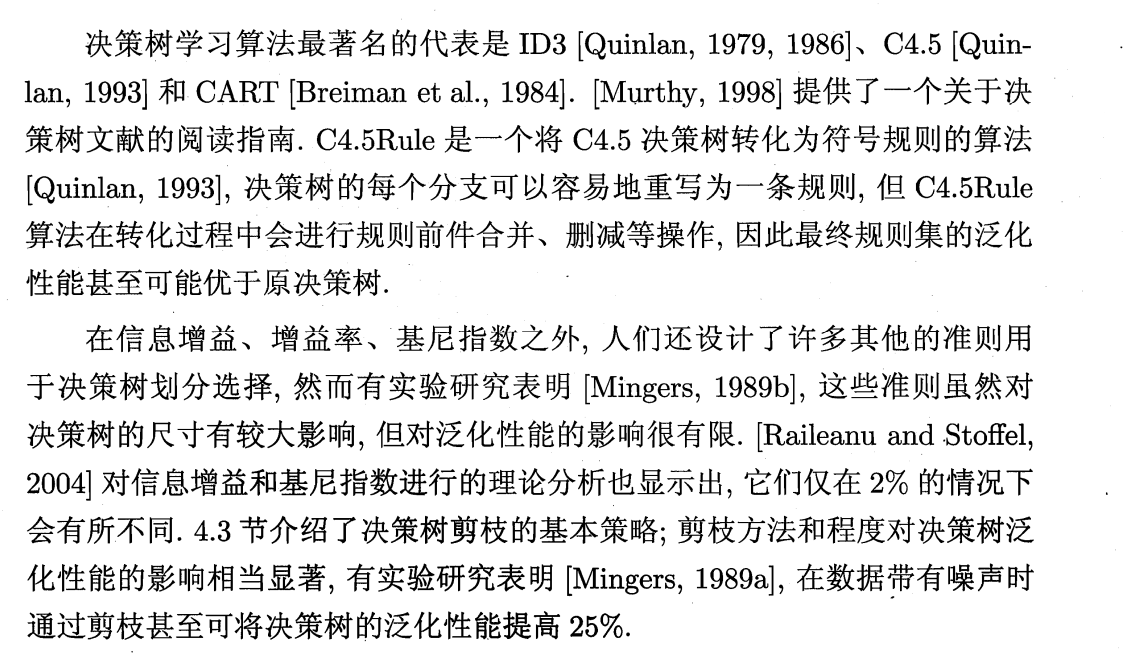 决策树学习算法最著名的代表是 ID3 [Quinlan, 1979, 1986]、C4.5 [Quin-
lan, 1993] 和 CART [Breiman et al., 1984]. [Murthy, 1998] 提供了一个关于决
策树文献的阅读指南. C4.5Rule 是一个将 C4.5 决策树转化为符号规则的算法
[Quinlan, 1993], 决策树的每个分支可以容易地重写为一条规则, 但 C4.5Rule
算法在转化过程中会进行规则前件合并、删减等操作, 因此最终规则集的泛化
性能甚至可能优于原决策树.
在信息增益、增益率、基尼指数之外, 人们还设计了许多其他的准则用
于决策树划分选择, 然而有实验研究表明 [Mingers, 1989b], 这些准则虽然对
决策树的尺寸有较大影响, 但对泛化性能的影响很有限. [Raileanu and Stoffel,
2004] 对信息增益和基尼指数进行的理论分析也显示出, 它们仅在 2% 的情况下
会有所不同. 4.3 节介绍了决策树剪枝的基本策略; 剪枝方法和程度对决策树泛
化性能的影响相当显著, 有实验研究表明 [Mingers, 1989a], 在数据带有噪声时
通过剪枝甚至可将决策树的泛化性能提高 25%.